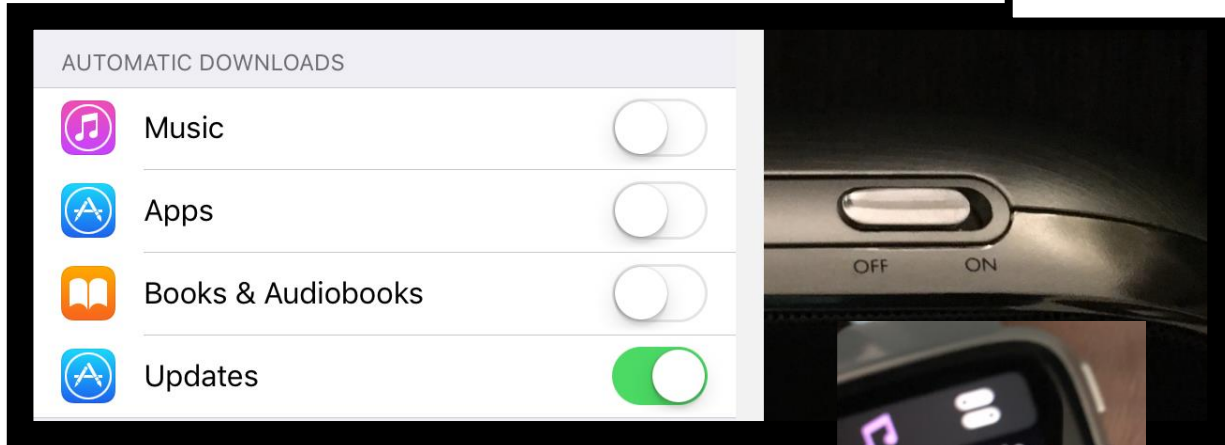 AUTOMATIC DOWNLOADS
Music
Apps
Books & Audiobooks
Updates
OFF ON